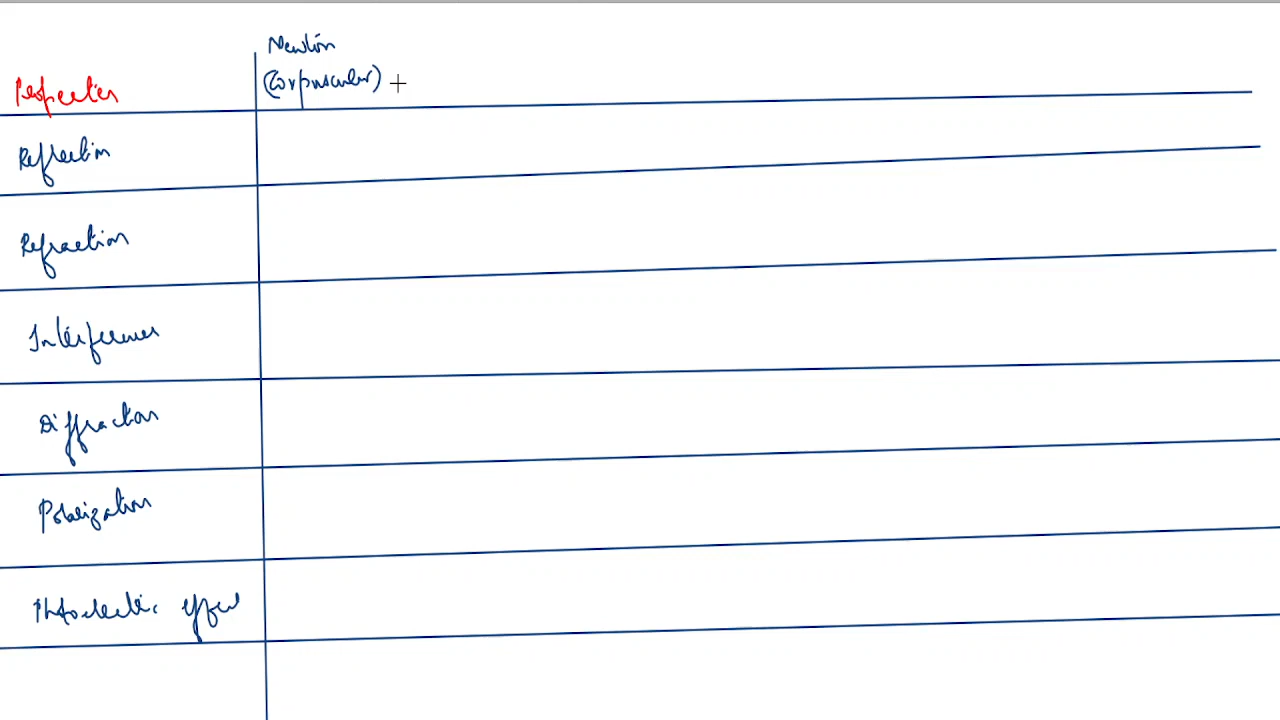 Newton
Properties (Corpuscular)
Reflection
Refraction
Interference
Diffraction
Polarization
Photoelectric effect